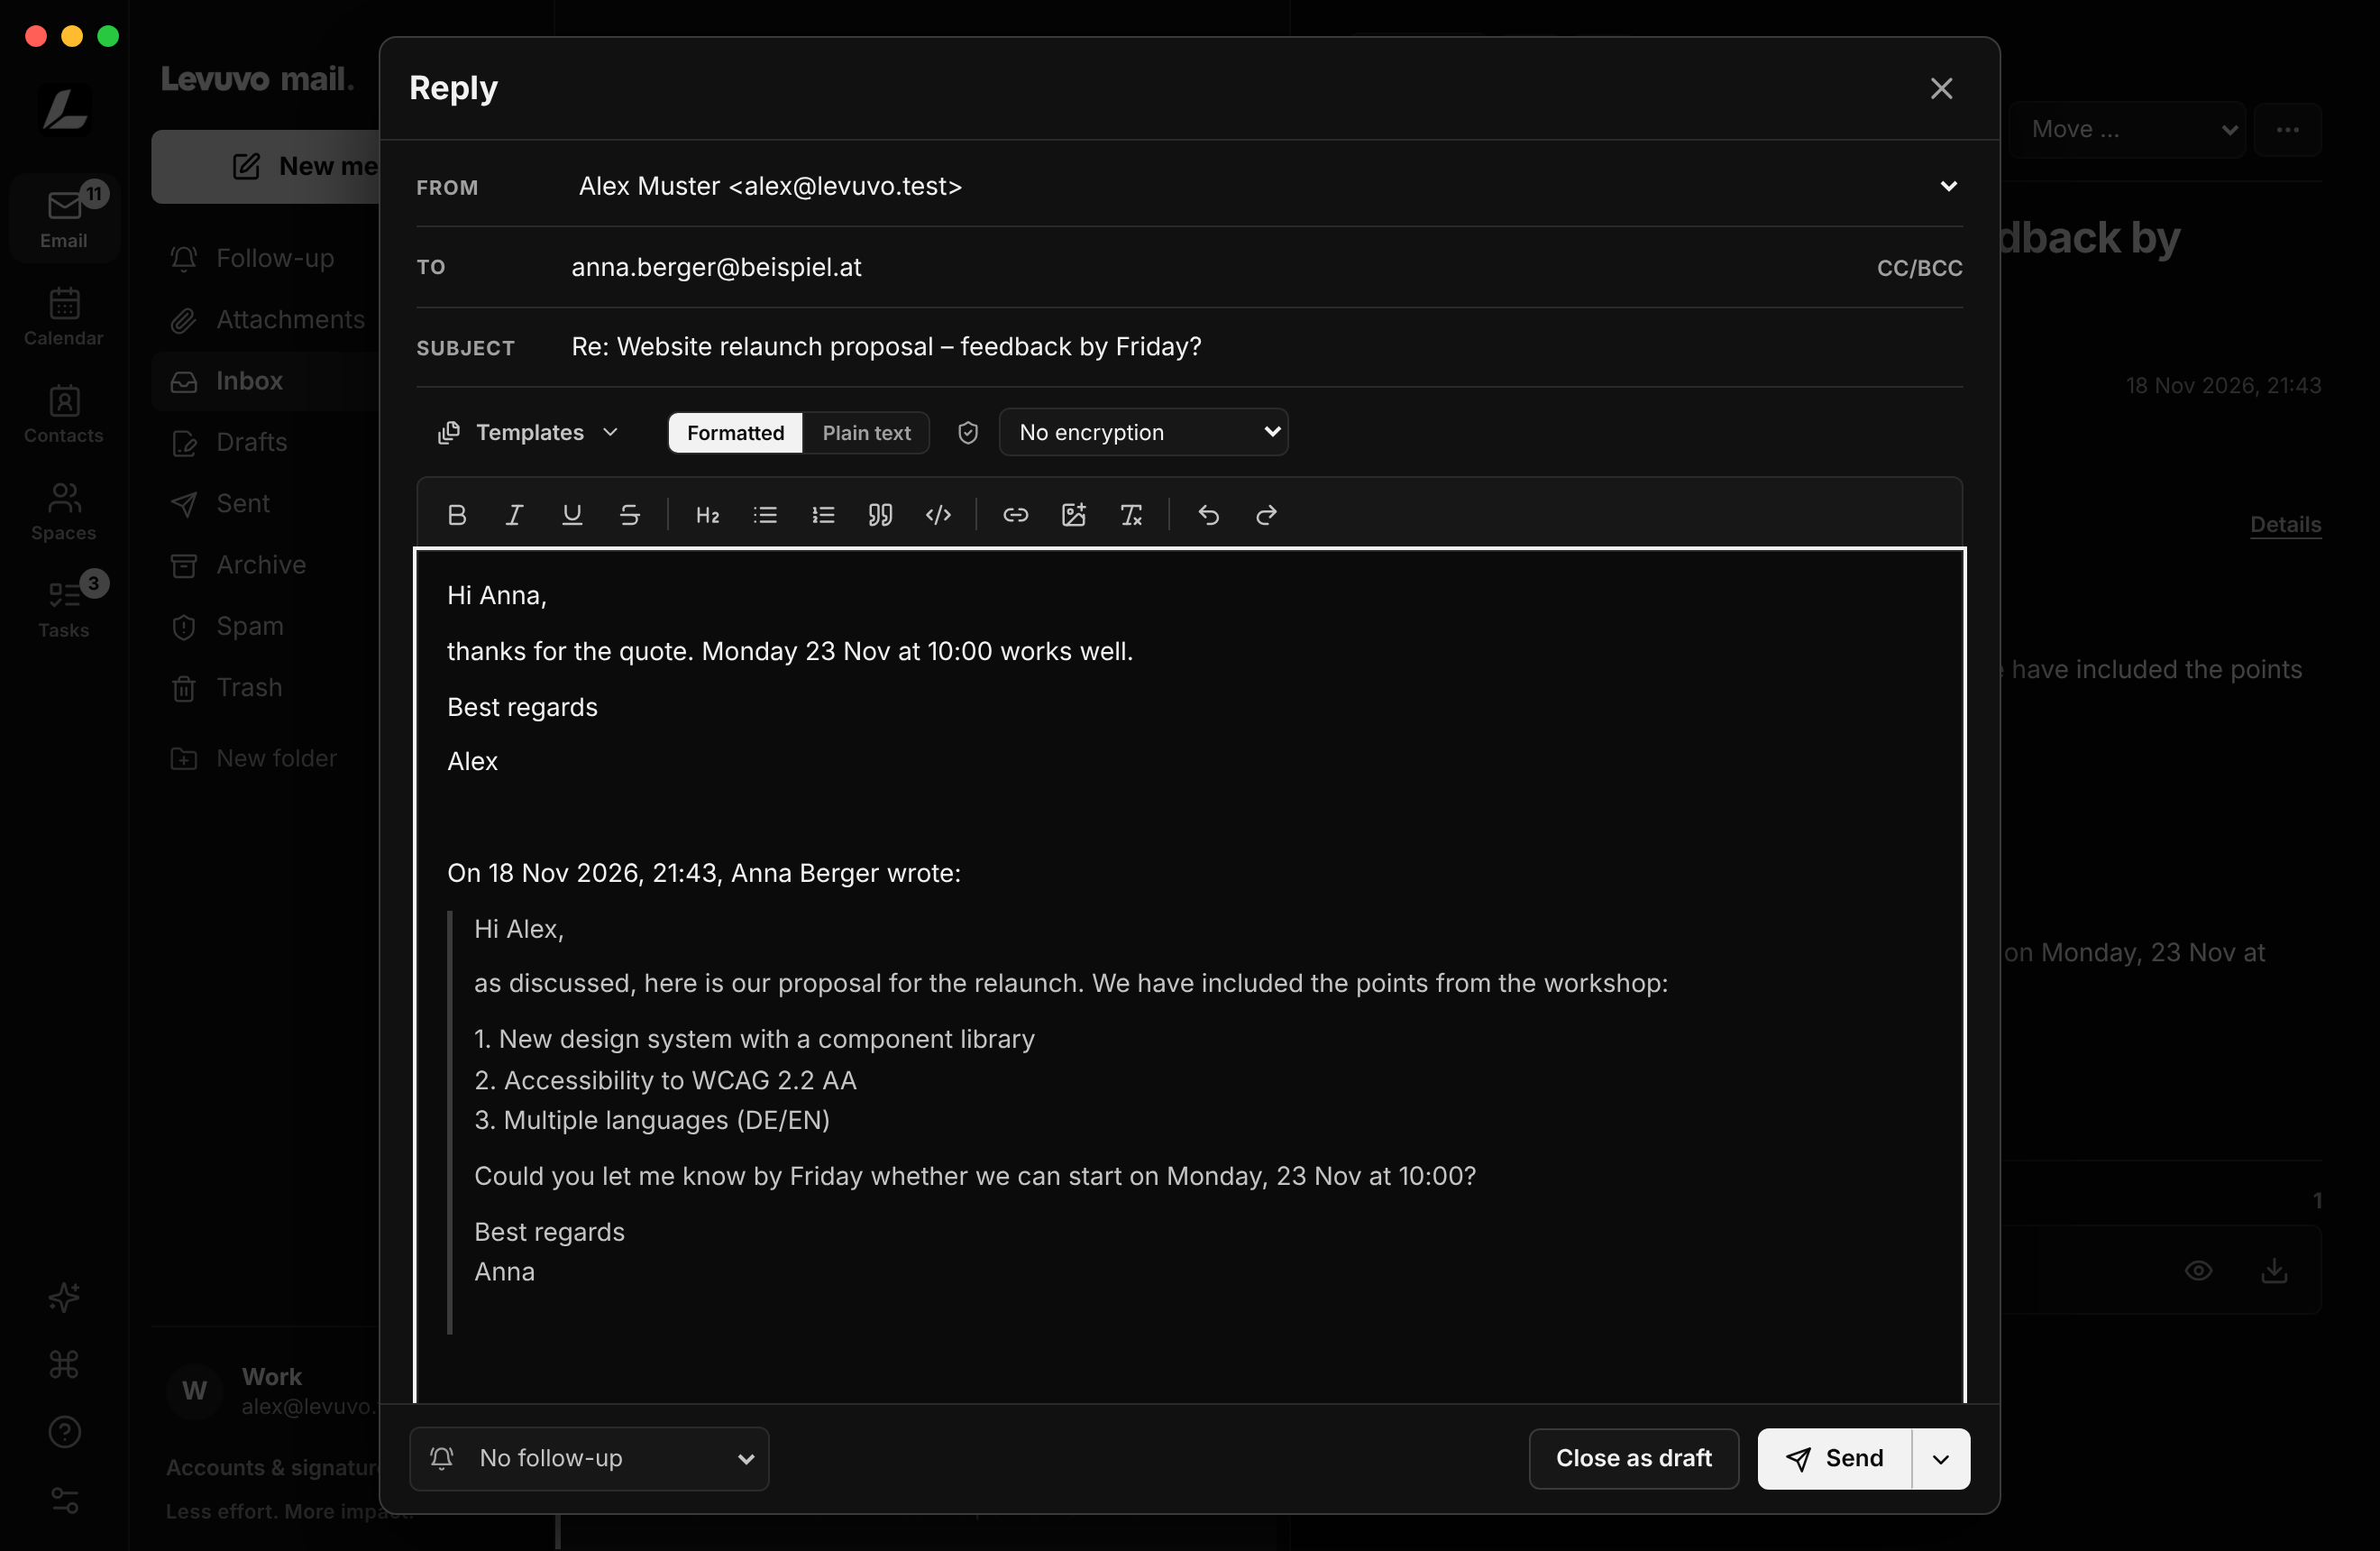 Levuvo mail.
New me
11
Email
Calendar
Contacts
Spaces
3
Tasks
Follow-up
Attachments
Inbox
Drafts
Sent
Archive
Spam
Trash
New folder
W
Work
alex@levuvo.
Accounts & signature
Less effort. More impact.
Reply
FROM
Alex Muster <alex@levuvo.test>
TO
anna.berger@beispiel.at
CC/BCC
SUBJECT
Re: Website relaunch proposal – feedback by Friday?
Templates
Formatted
Plain text
No encryption
B I U S H2
Hi Anna,
thanks for the quote. Monday 23 Nov at 10:00 works well.
Best regards
Alex
On 18 Nov 2026, 21:43, Anna Berger wrote:
Hi Alex,
as discussed, here is our proposal for the relaunch. We have included the points from the workshop:
1. New design system with a component library
2. Accessibility to WCAG 2.2 AA
3. Multiple languages (DE/EN)
Could you let me know by Friday whether we can start on Monday, 23 Nov at 10:00?
Best regards
Anna
No follow-up
Close as draft
Send
Move ...
dback by
18 Nov 2026, 21:43
Details
have included the points
on Monday, 23 Nov at
1